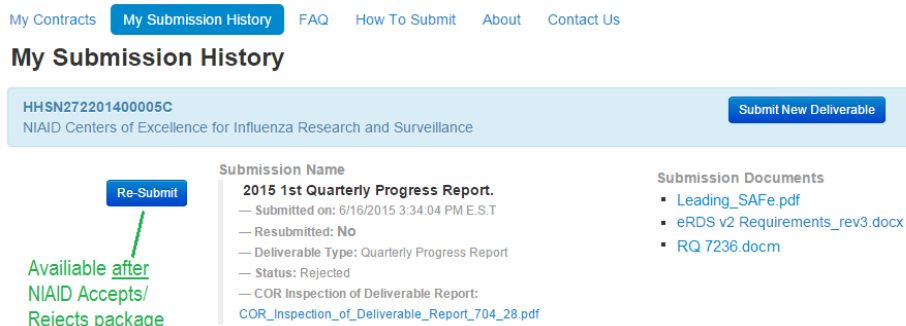 My Contracts My Submission History FAQ How To Submit About Contact Us
My Submission History
HHSN272201400005C
NIAID Centers of Excellence for Influenza Research and Surveillance
Submit New Deliverable
Re-Submit
Availiable after
NIAID Accepts/
Rejects package
Submission Name
2015 1st Quarterly Progress Report.
— Submitted on: 6/16/2015 3:34:04 PM E.S.T
— Resubmitted: No
— Deliverable Type: Quarterly Progress Report
— Status: Rejected
— COR Inspection of Deliverable Report:
COR_Inspection_of_Deliverable_Report_704_28.pdf
Submission Documents
▪ Leading_SAFe.pdf
▪ eRDS v2 Requirements_rev3.docx
▪ RQ 7236.docm